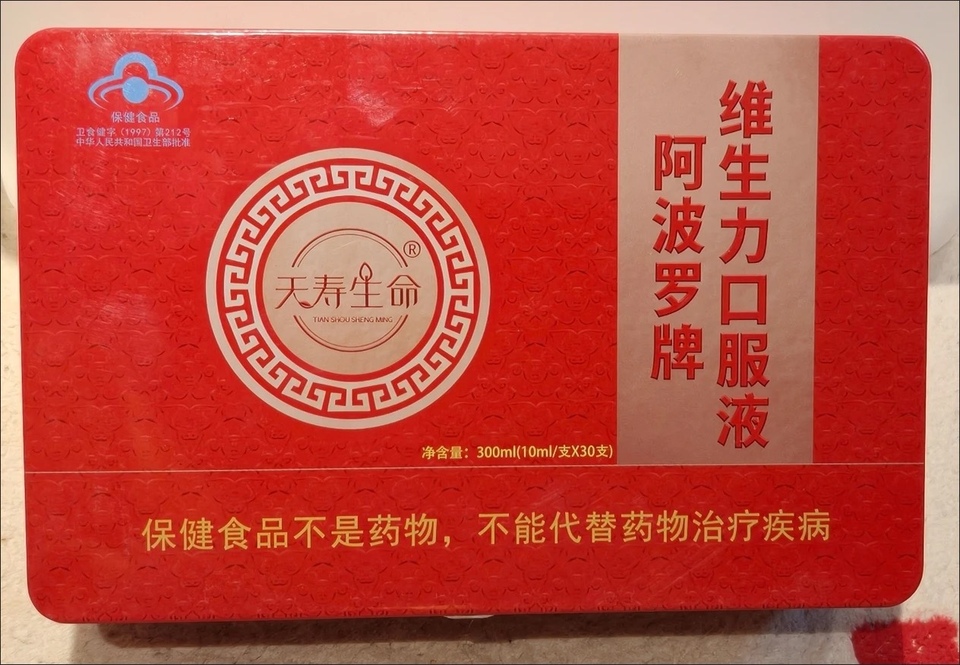 保健食品
卫食健字（1997）第212号
中华人民共和国卫生部批准
天寿生命®
TIAN SHOU SHENG MING
阿波罗牌
维生力口服液
净含量：300ml(10ml/支X30支)
保健食品不是药物，不能代替药物治疗疾病